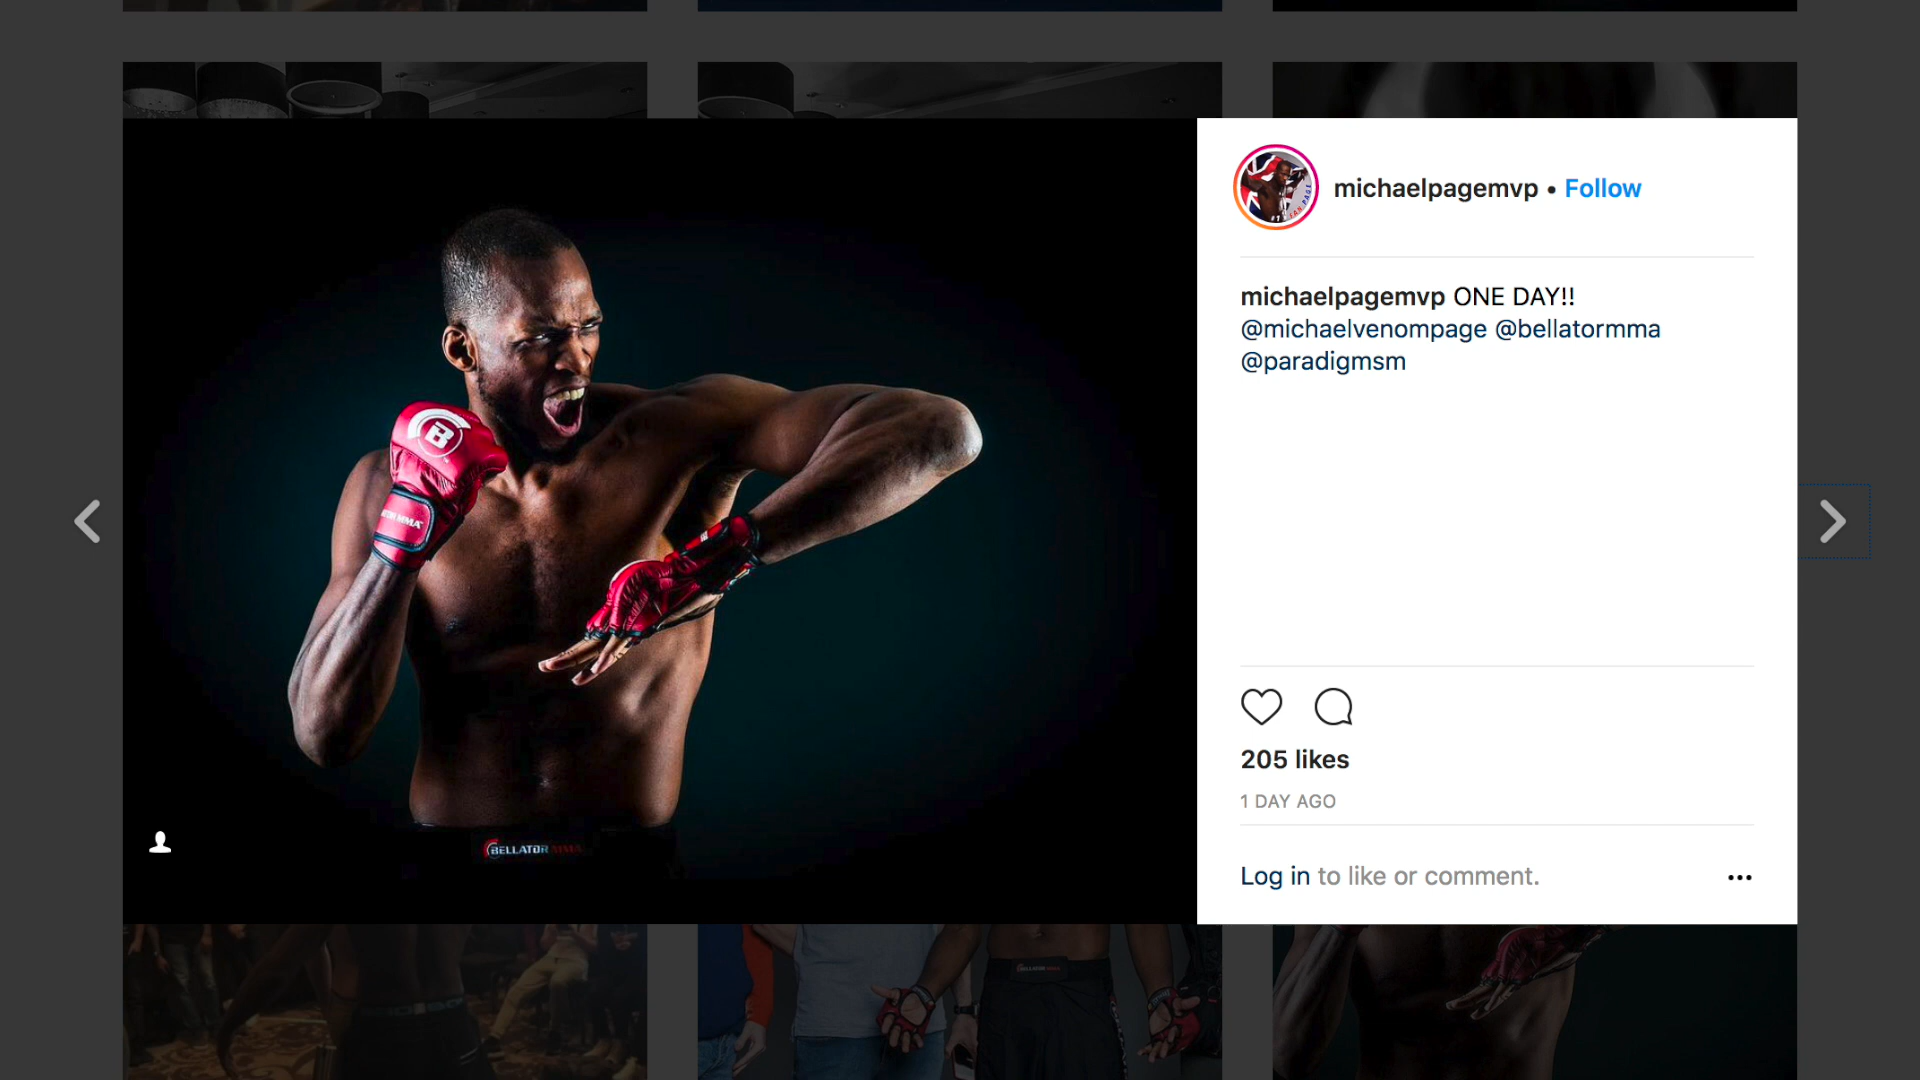 michaelpagemvp • Follow
michaelpagemvp ONE DAY!!
@michaelvenompage @bellatormma
@paradigmsm
B
BELLATOR MMA
205 likes
1 DAY AGO
Log in to like or comment.